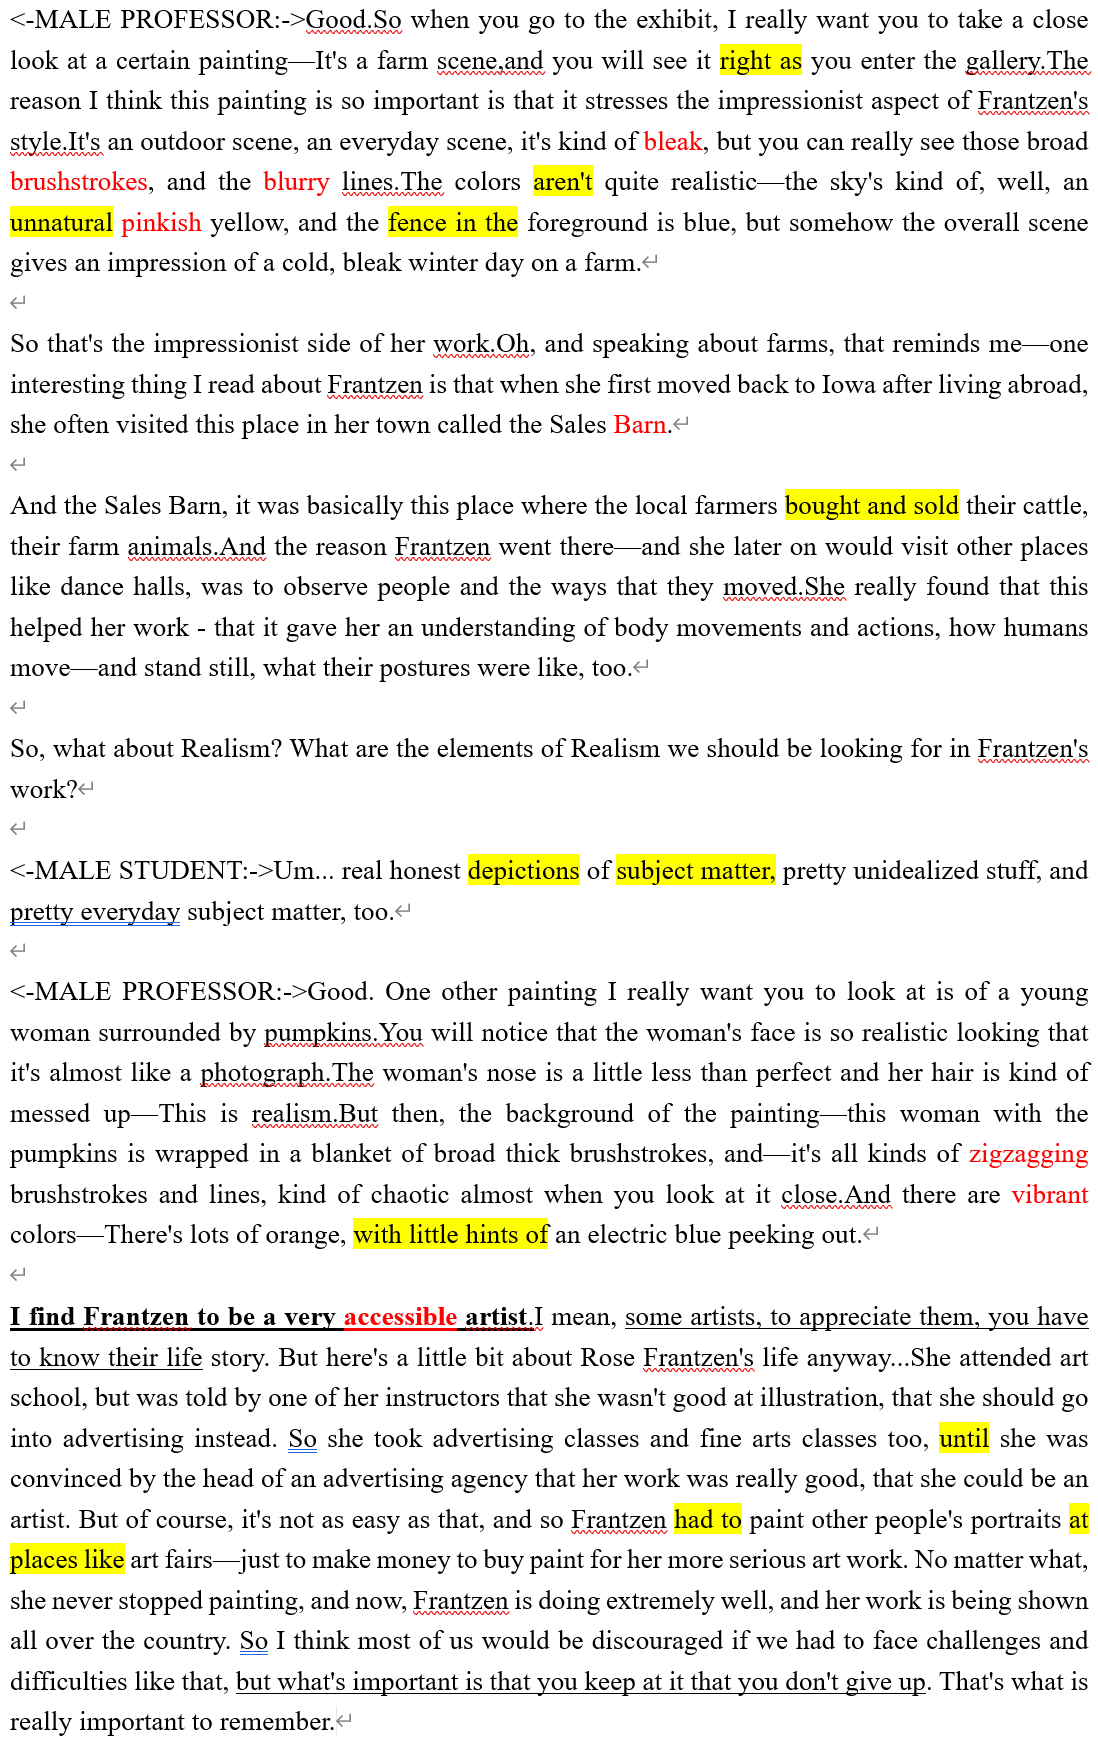 <-MALE PROFESSOR:->Good.So when you go to the exhibit, I really want you to take a close
look at a certain painting—It's a farm scene,and you will see it right as you enter the gallery.The
reason I think this painting is so important is that it stresses the impressionist aspect of Frantzen's
style.It's an outdoor scene, an everyday scene, it's kind of bleak, but you can really see those broad
brushstrokes, and the blurry lines.The colors aren't quite realistic—the sky's kind of, well, an
unnatural pinkish yellow, and the fence in the foreground is blue, but somehow the overall scene
gives an impression of a cold, bleak winter day on a farm.↵
↵
So that's the impressionist side of her work.Oh, and speaking about farms, that reminds me—one
interesting thing I read about Frantzen is that when she first moved back to Iowa after living abroad,
she often visited this place in her town called the Sales Barn.↵
↵
And the Sales Barn, it was basically this place where the local farmers bought and sold their cattle,
their farm animals.And the reason Frantzen went there—and she later on would visit other places
like dance halls, was to observe people and the ways that they moved.She really found that this
helped her work - that it gave her an understanding of body movements and actions, how humans
move—and stand still, what their postures were like, too.↵
↵
So, what about Realism? What are the elements of Realism we should be looking for in Frantzen's
work?↵
↵
<-MALE STUDENT:->Um... real honest depictions of subject matter, pretty unidealized stuff, and
pretty everyday subject matter, too.↵
↵
<-MALE PROFESSOR:->Good. One other painting I really want you to look at is of a young
woman surrounded by pumpkins.You will notice that the woman's face is so realistic looking that
it's almost like a photograph.The woman's nose is a little less than perfect and her hair is kind of
messed up—This is realism.But then, the background of the painting—this woman with the
pumpkins is wrapped in a blanket of broad thick brushstrokes, and—it's all kinds of zigzagging
brushstrokes and lines, kind of chaotic almost when you look at it close.And there are vibrant
colors—There's lots of orange, with little hints of an electric blue peeking out.↵
↵
I find Frantzen to be a very accessible artist.I mean, some artists, to appreciate them, you have
to know their life story. But here's a little bit about Rose Frantzen's life anyway...She attended art
school, but was told by one of her instructors that she wasn't good at illustration, that she should go
into advertising instead. So she took advertising classes and fine arts classes too, until she was
convinced by the head of an advertising agency that her work was really good, that she could be an
artist. But of course, it's not as easy as that, and so Frantzen had to paint other people's portraits at
places like art fairs—just to make money to buy paint for her more serious art work. No matter what,
she never stopped painting, and now, Frantzen is doing extremely well, and her work is being shown
all over the country. So I think most of us would be discouraged if we had to face challenges and
difficulties like that, but what's important is that you keep at it that you don't give up. That's what is
really important to remember.↵